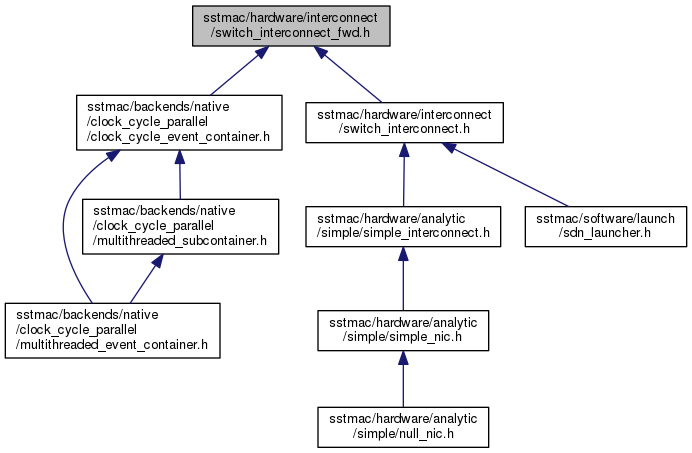 sstmac/hardware/interconnect
/switch_interconnect_fwd.h
sstmac/backends/native
/clock_cycle_parallel
/clock_cycle_event_container.h
sstmac/hardware/interconnect
/switch_interconnect.h
sstmac/backends/native
/clock_cycle_parallel
/multithreaded_subcontainer.h
sstmac/hardware/analytic
/simple/simple_interconnect.h
sstmac/software/launch
/sdn_launcher.h
sstmac/backends/native
/clock_cycle_parallel
/multithreaded_event_container.h
sstmac/hardware/analytic
/simple/simple_nic.h
sstmac/hardware/analytic
/simple/null_nic.h